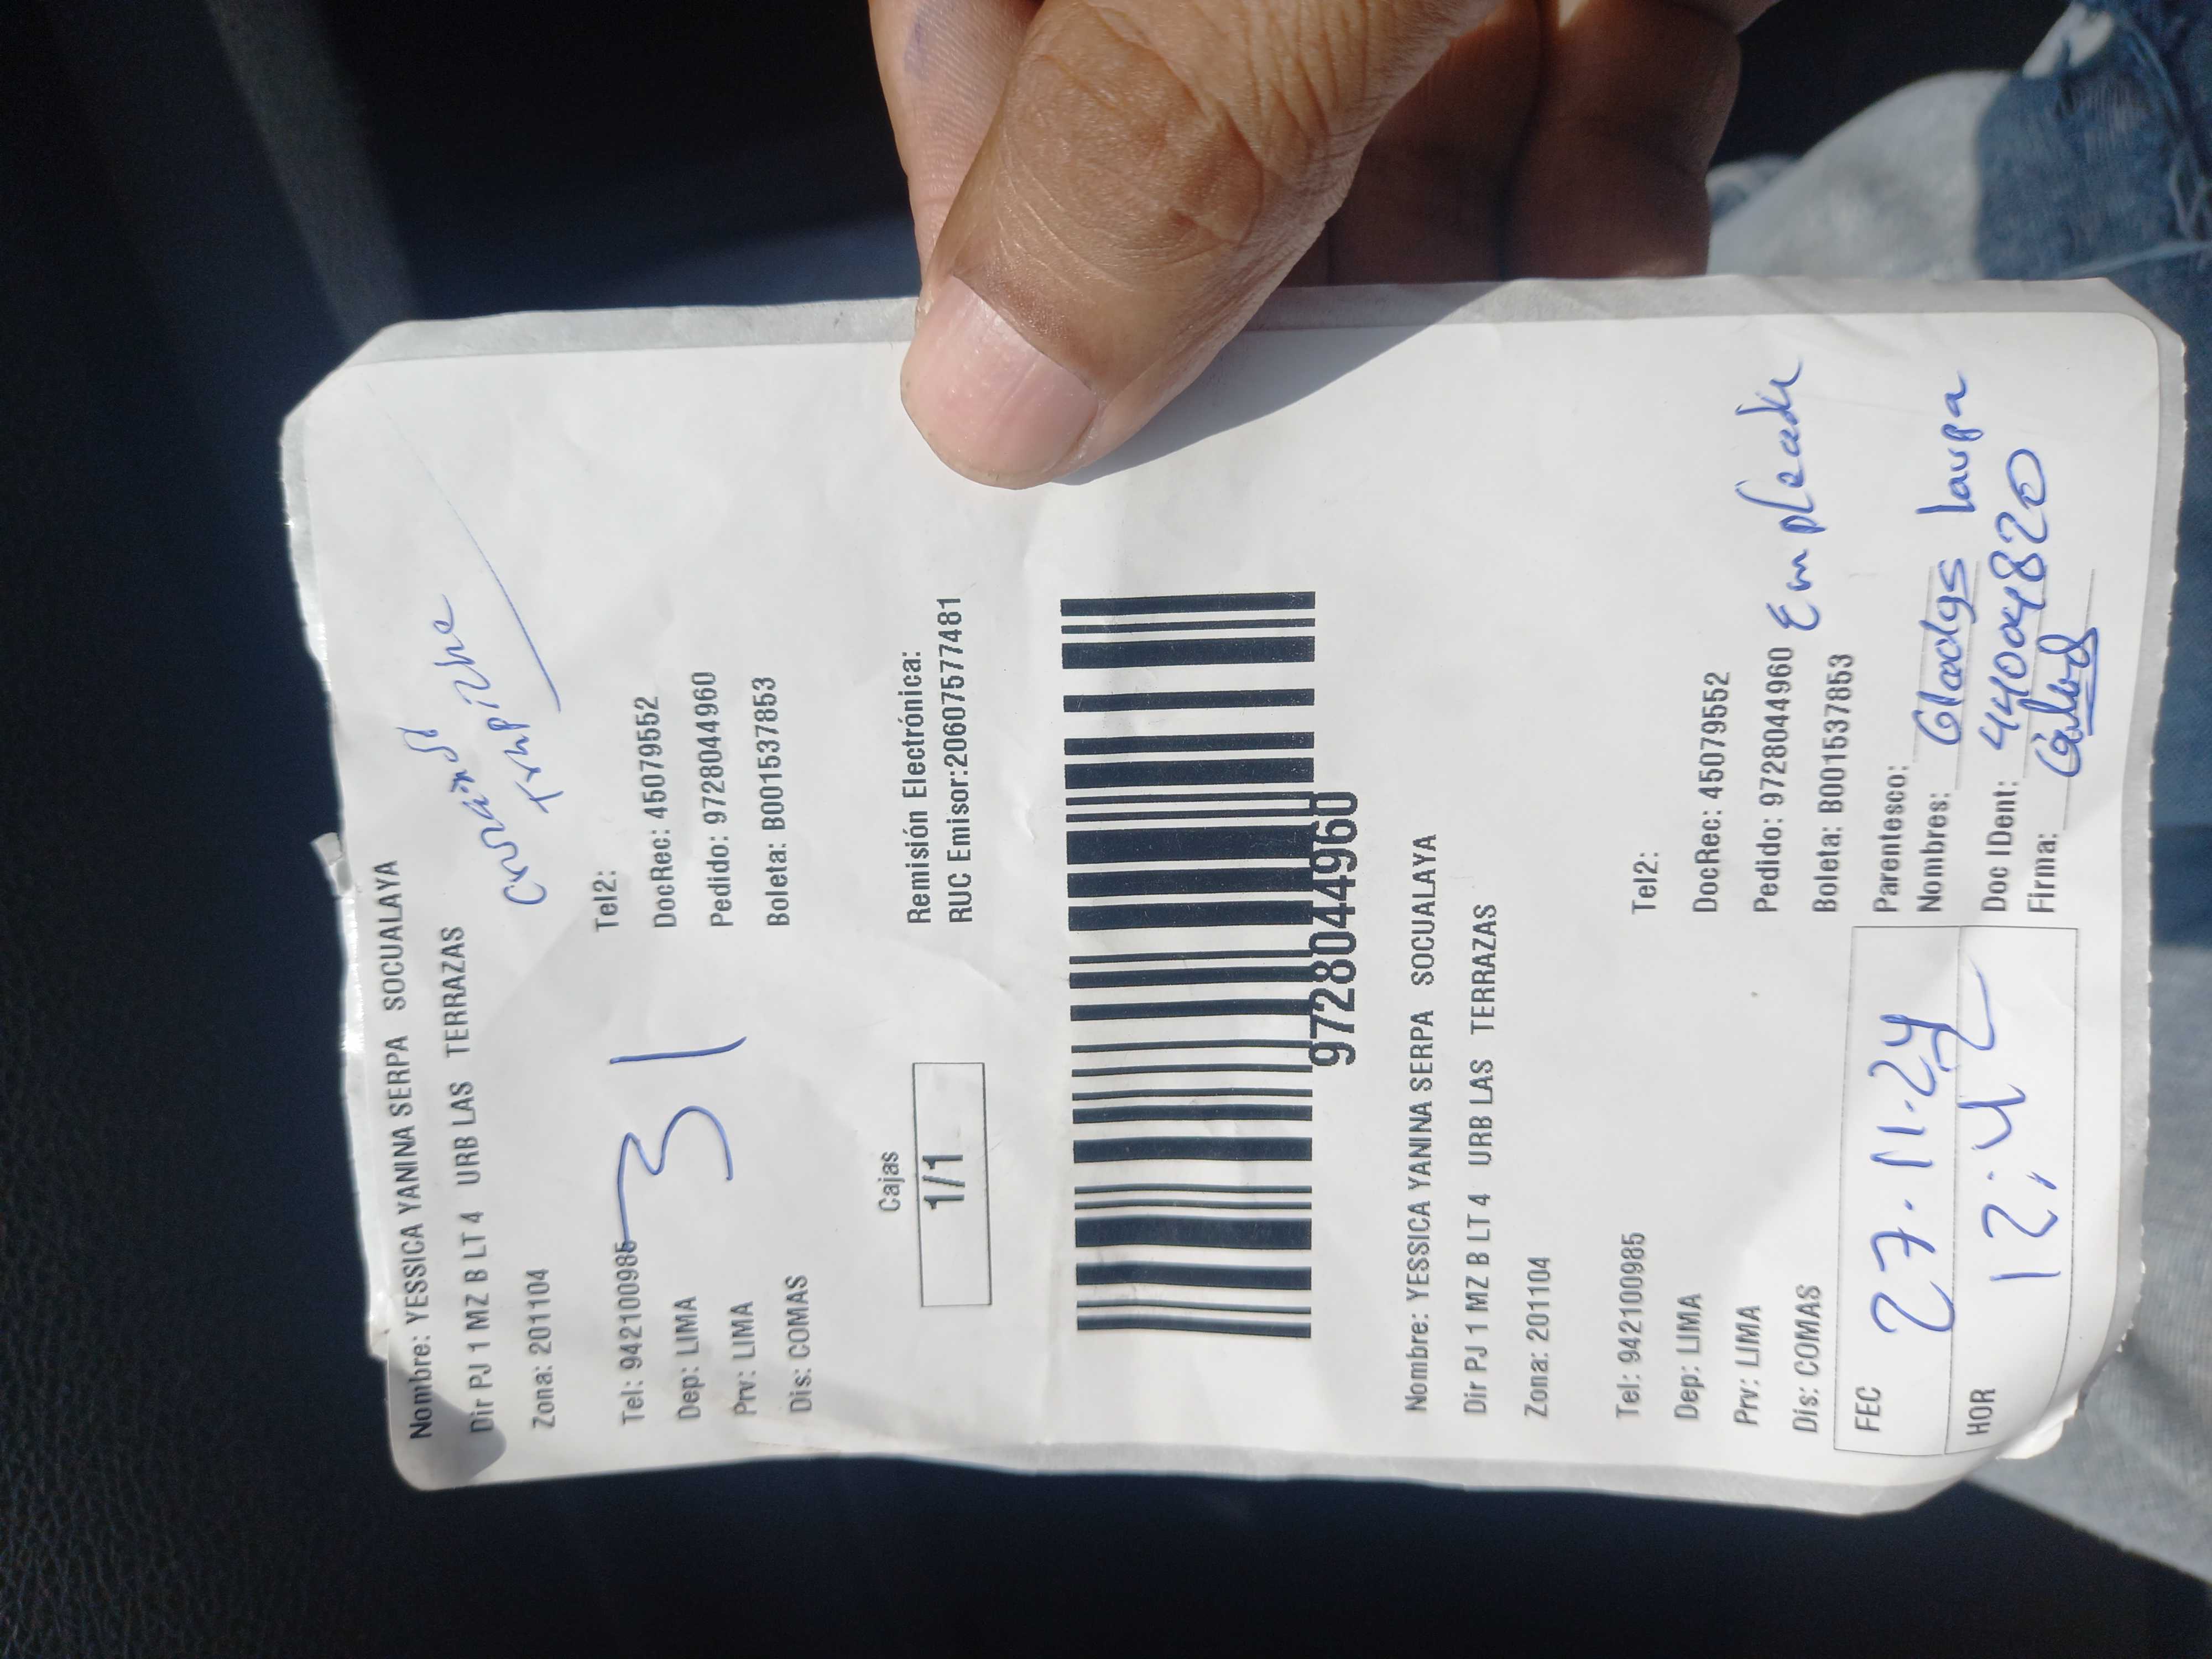 Nombre: YESSICA YANINA SERPA SOCUALAYA
Dir PJ 1 MZ B LT 4 URB LAS TERRAZAS
Zona: 201104
Tel: 942100985 Tel2:
31
Dep: LIMA DocRec: 45079552
Prv: LIMA Pedido: 9728044960
Dis: COMAS Boleta: B001537853
Cajas
1/1
Remisión Electrónica:
RUC Emisor:20607577481
9728044960
Nombre: YESSICA YANINA SERPA SOCUALAYA
Dir PJ 1 MZ B LT 4 URB LAS TERRAZAS
Zona: 201104
Tel: 942100985 Tel2:
Dep: LIMA DocRec: 45079552
Prv: LIMA Pedido: 9728044960
Dis: COMAS Boleta: B001537853
Empleada
FEC 27.11.24
HOR 12:42
Parentesco:
Nombres: Gladys laupa
Doc IDent: 44004820
Firma: